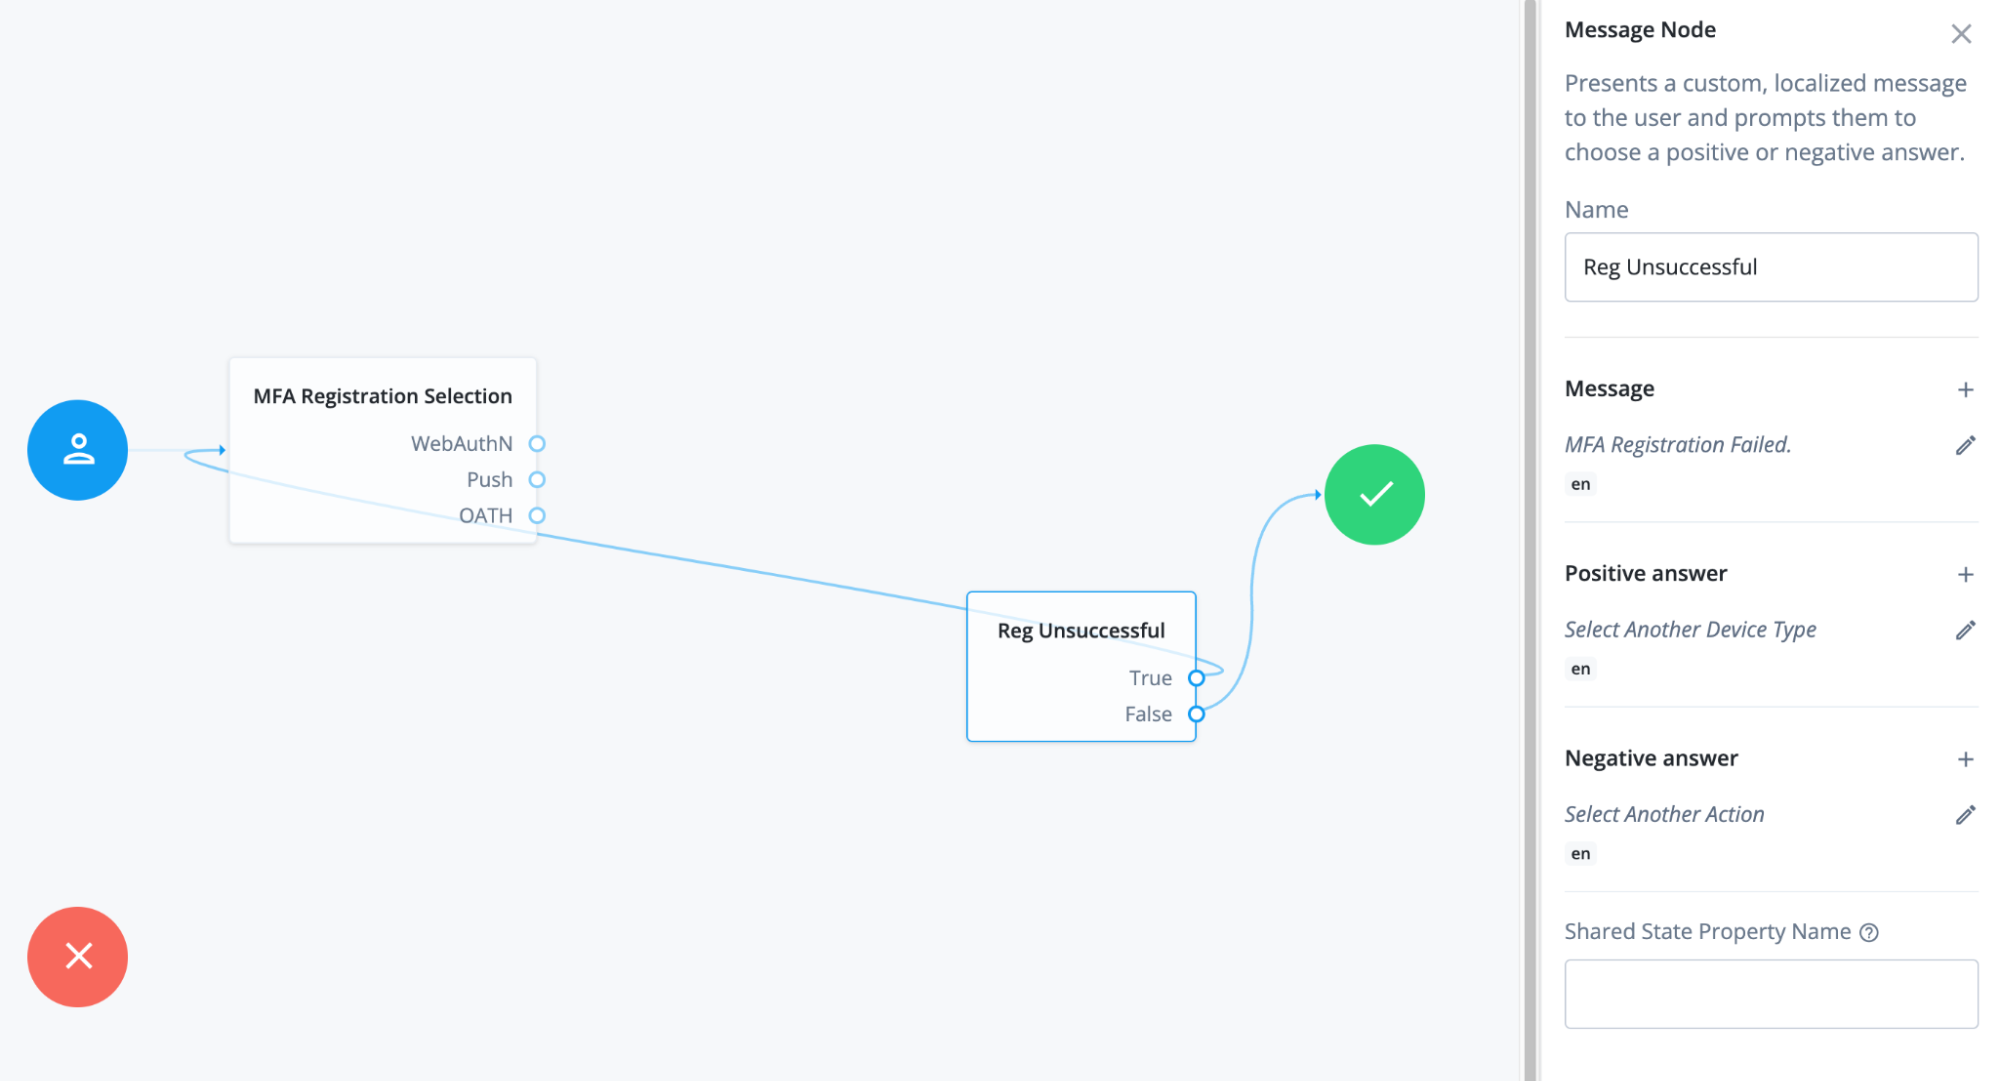 MFA Registration Selection
WebAuthN
Push
OATH
Reg Unsuccessful
True
False
Message Node
Presents a custom, localized message
to the user and prompts them to
choose a positive or negative answer.
Name
Reg Unsuccessful
Message
MFA Registration Failed.
en
Positive answer
Select Another Device Type
en
Negative answer
Select Another Action
en
Shared State Property Name